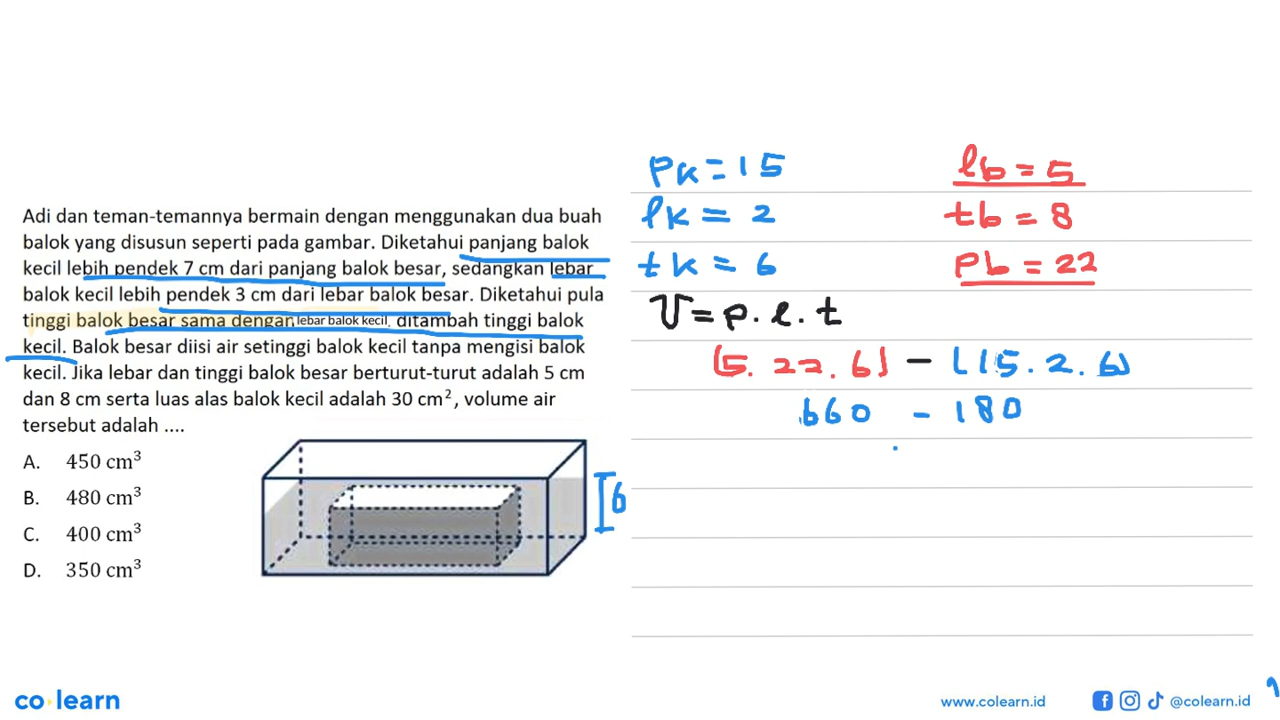 Adi dan teman-temannya bermain dengan menggunakan dua buah
balok yang disusun seperti pada gambar. Diketahui panjang balok
kecil lebih pendek 7 cm dari panjang balok besar, sedangkan lebar
balok kecil lebih pendek 3 cm dari lebar balok besar. Diketahui pula
tinggi balok besar sama dengan lebar balok kecil, ditambah tinggi balok
kecil. Balok besar diisi air setinggi balok kecil tanpa mengisi balok
kecil. Jika lebar dan tinggi balok besar berturut-turut adalah 5 cm
dan 8 cm serta luas alas balok kecil adalah 30 cm², volume air
tersebut adalah ....
A. 450 cm³
B. 480 cm³
C. 400 cm³
D. 350 cm³
6
pk = 15
lk = 2
tk = 6
lb = 5
tb = 8
pb = 22
V = p . l . t
(5. 22. 6) - (15. 2. 6)
660 - 180
co learn
www.colearn.id
@colearn.id